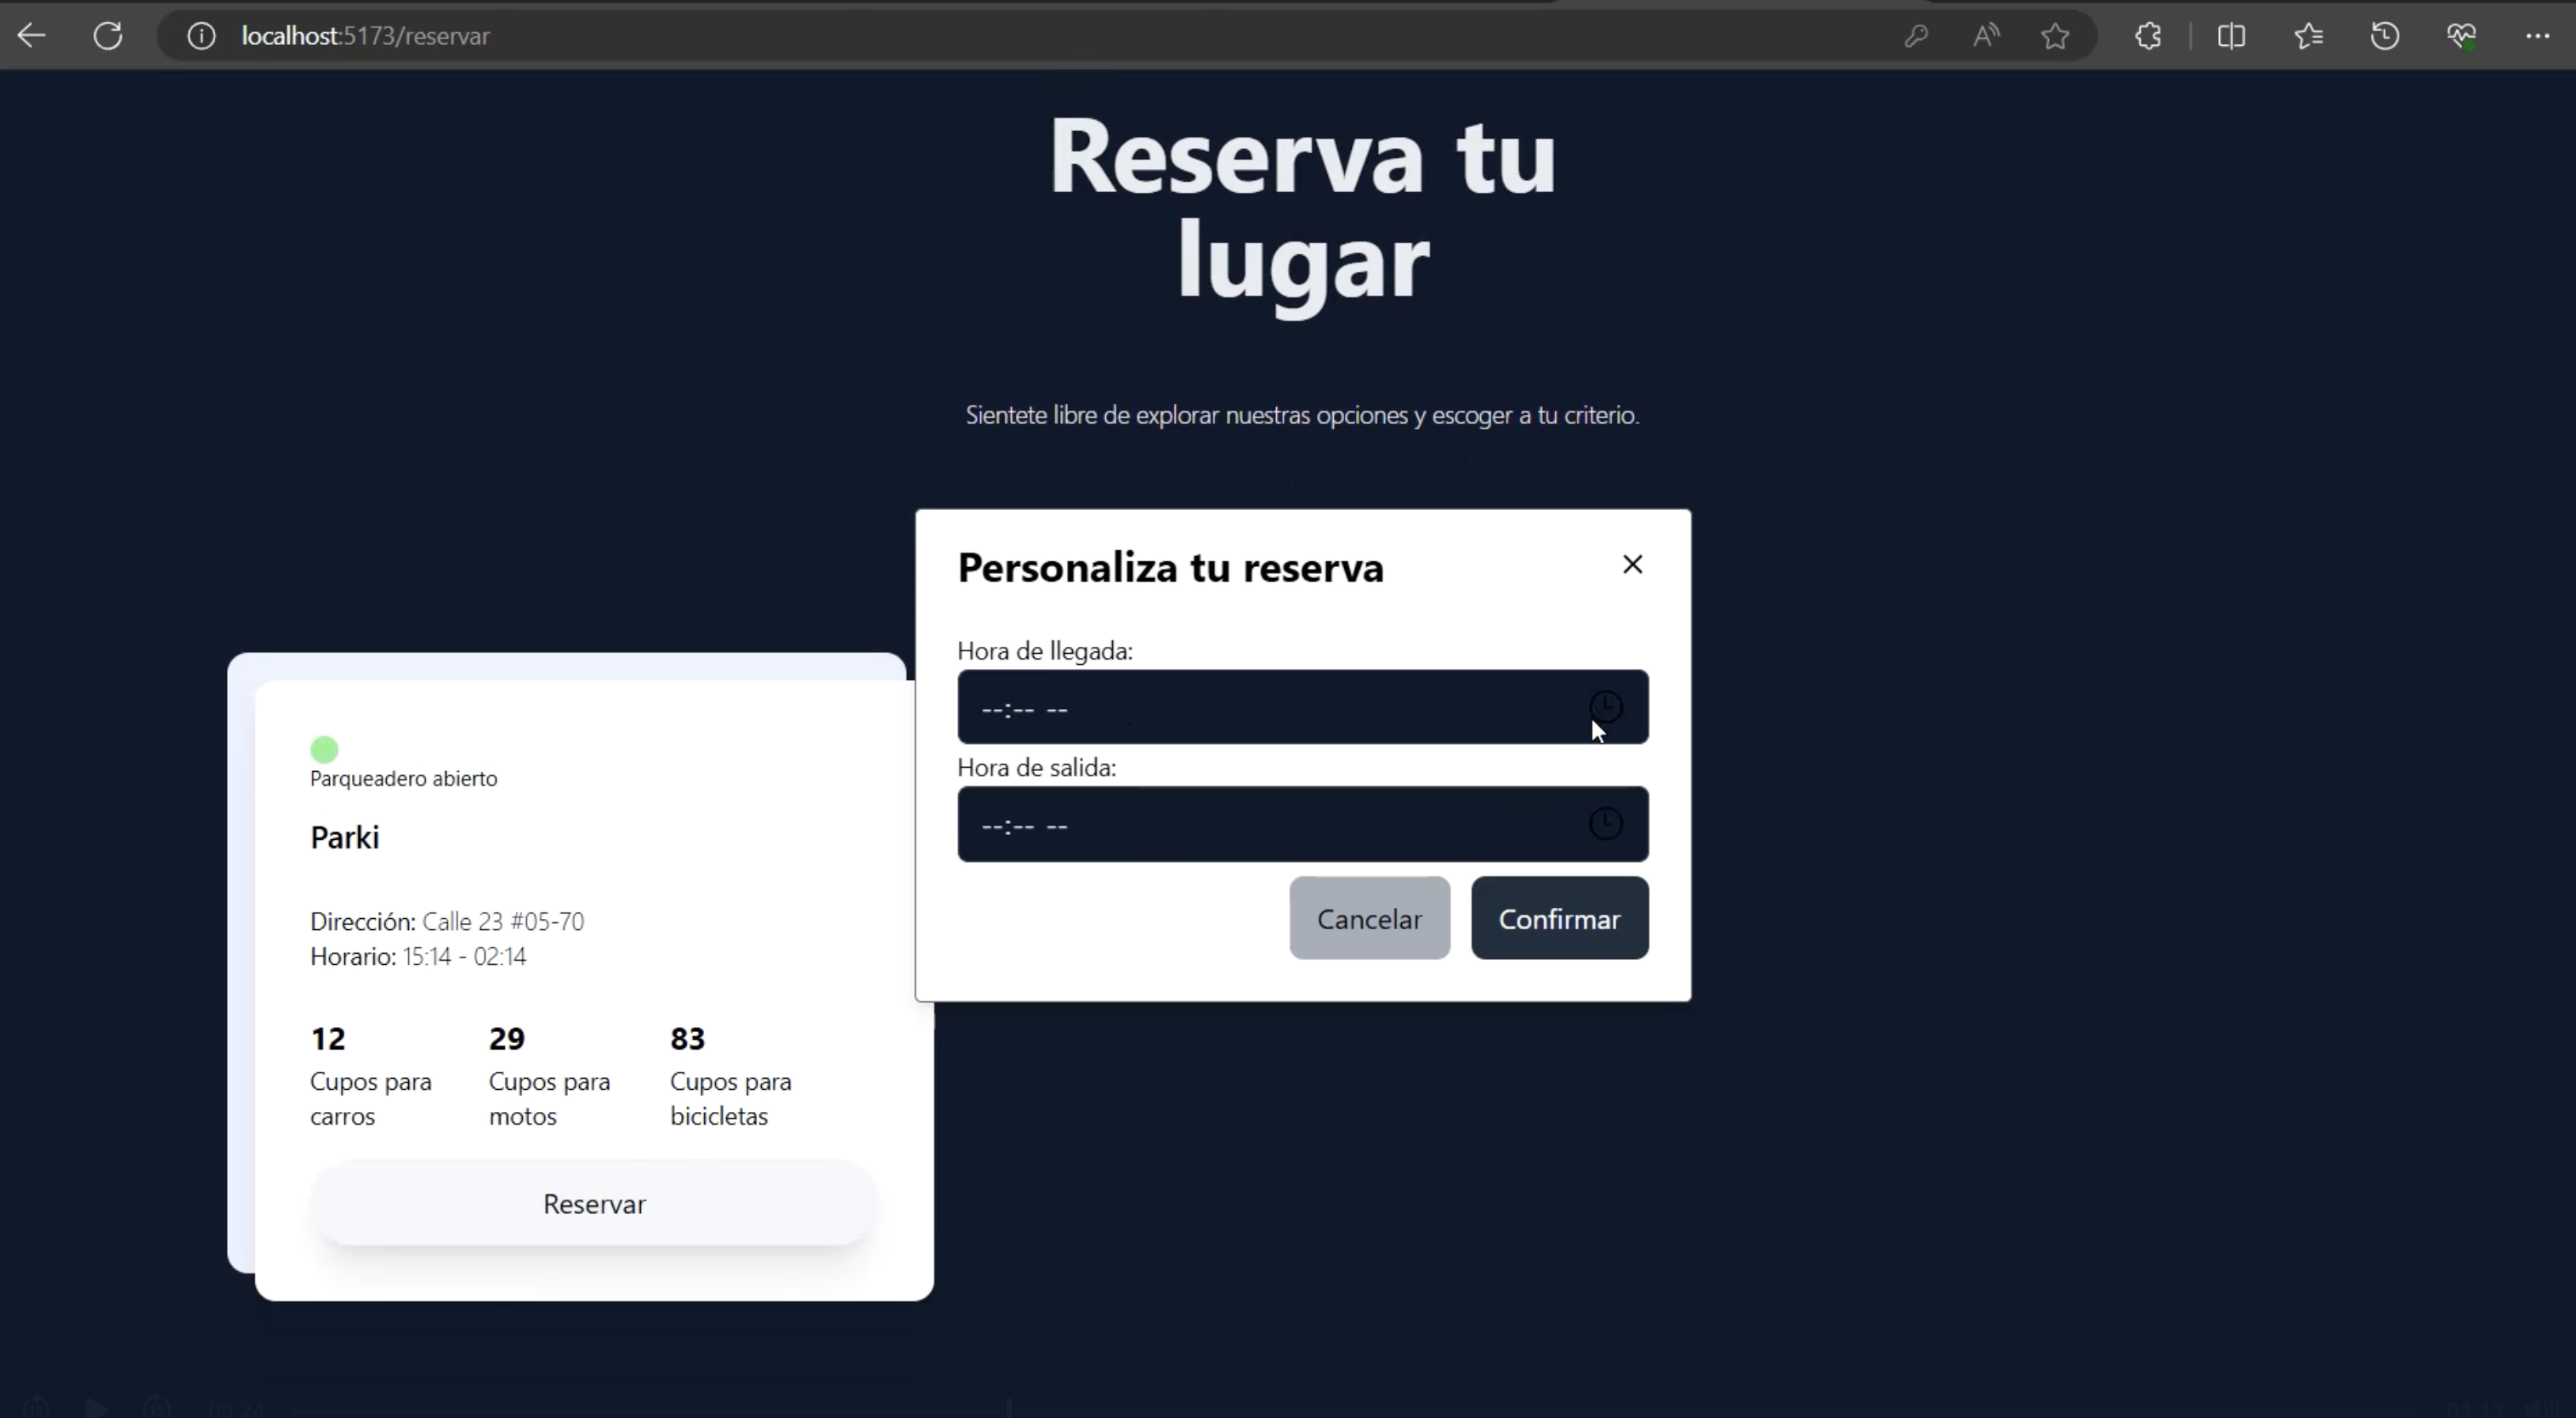 localhost:5173/reservar
Reserva tu
lugar
Sientete libre de explorar nuestras opciones y escoger a tu criterio.
Personaliza tu reserva
Hora de llegada:
--:-- --
Hora de salida:
--:-- --
Cancelar
Confirmar
Parqueadero abierto
Parki
Dirección: Calle 23 #05-70
Horario: 15:14 - 02:14
12
29
83
Cupos para
carros
Cupos para
motos
Cupos para
bicicletas
Reservar
00:24